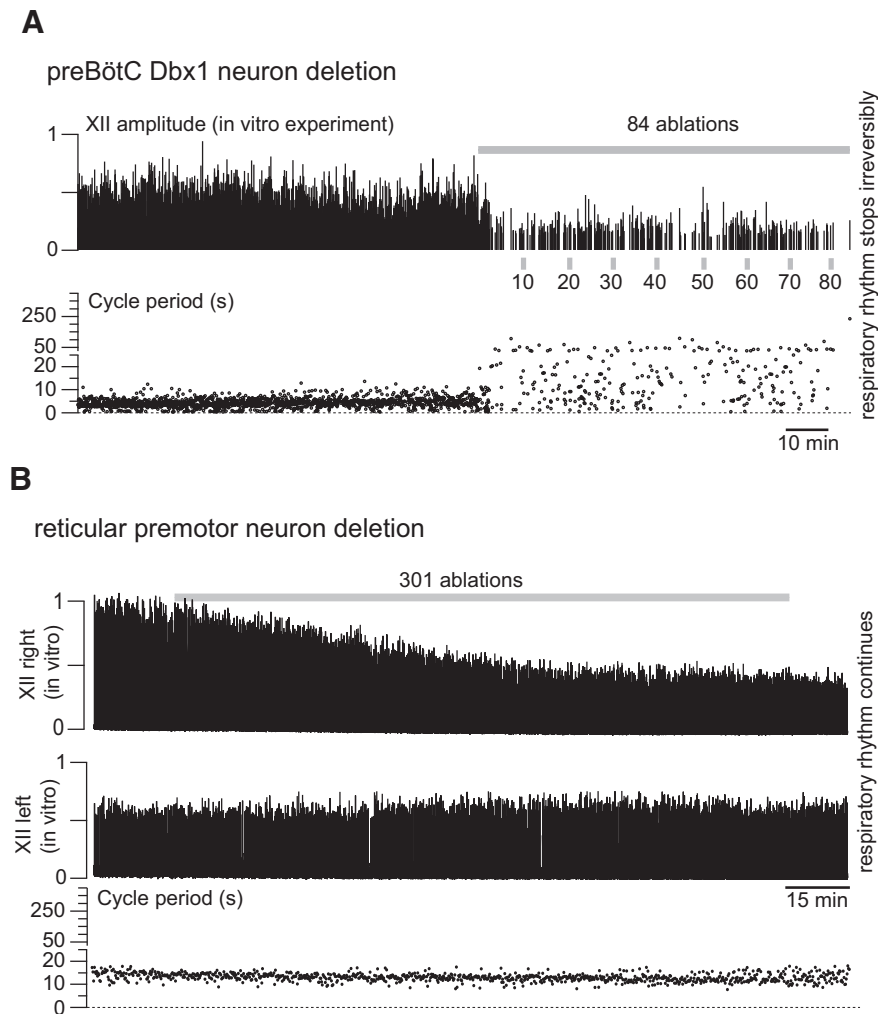 A
preBötC Dbx1 neuron deletion
XII amplitude (in vitro experiment)
84 ablations
1
0
10 20 30 40 50 60 70 80
Cycle period (s)
250
50
20
10
0
10 min
respiratory rhythm stops irreversibly
B
reticular premotor neuron deletion
301 ablations
1
0
XII right
(in vitro)
1
0
XII left
(in vitro)
15 min
Cycle period (s)
250
50
20
10
0
respiratory rhythm continues